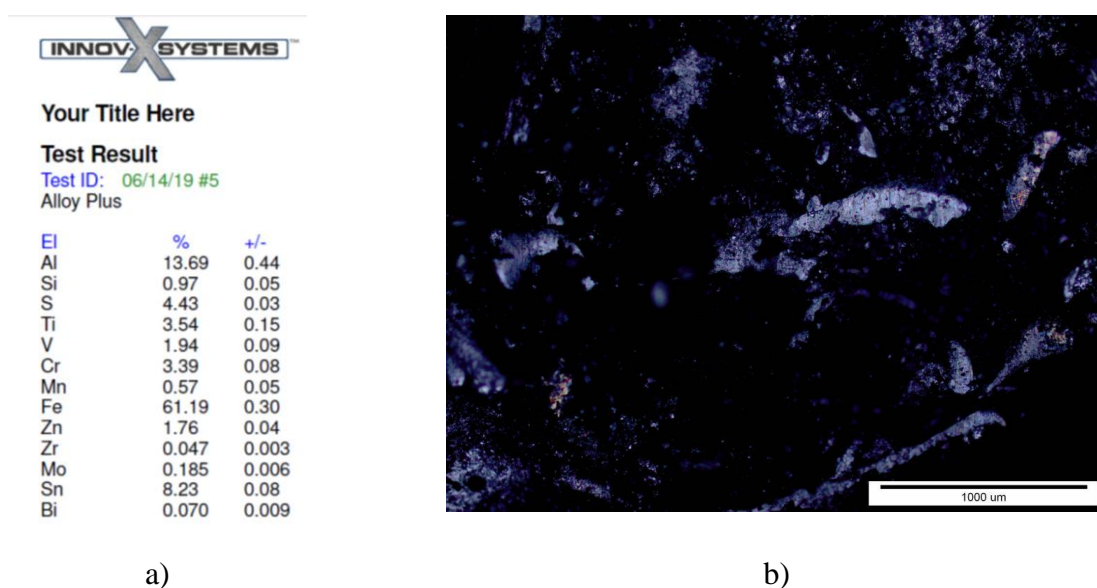 INNOV-X SYSTEMS™
Your Title Here
Test Result
Test ID: 06/14/19 #5
Alloy Plus
El % +/-
Al 13.69 0.44
Si 0.97 0.05
S 4.43 0.03
Ti 3.54 0.15
V 1.94 0.09
Cr 3.39 0.08
Mn 0.57 0.05
Fe 61.19 0.30
Zn 1.76 0.04
Zr 0.047 0.003
Mo 0.185 0.006
Sn 8.23 0.08
Bi 0.070 0.009
1000 um
a)
b)